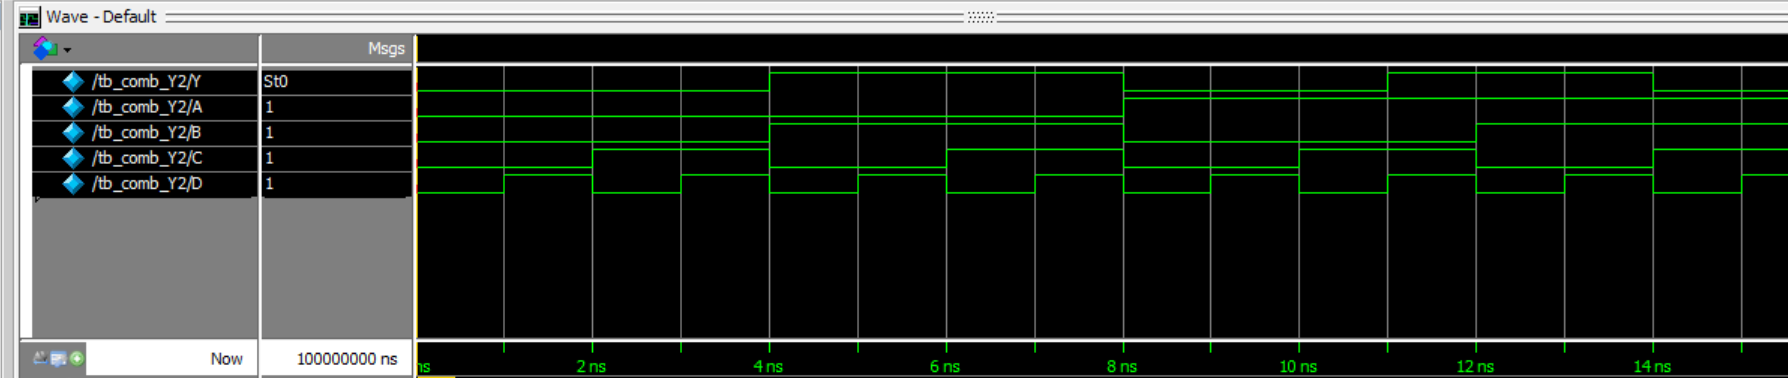 Wave - Default
Msgs
/tb_comb_Y2/Y St0
/tb_comb_Y2/A 1
/tb_comb_Y2/B 1
/tb_comb_Y2/C 1
/tb_comb_Y2/D 1
Now 100000000 ns ns 2 ns 4 ns 6 ns 8 ns 10 ns 12 ns 14 ns